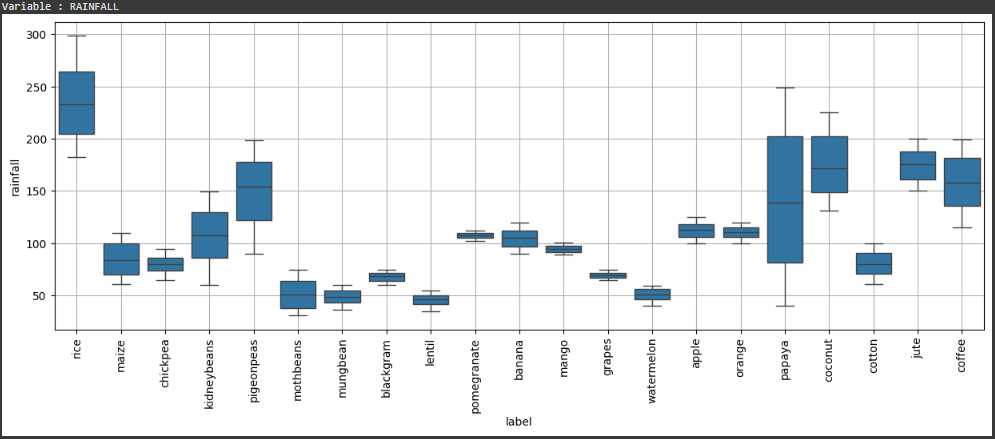 Variable : RAINFALL
rainfall
300
250
200
150
100
50
rice
maize
chickpea
kidneybeans
pigeonpeas
mothbeans
mungbean
blackgram
lentil
pomegranate
banana
mango
grapes
watermelon
apple
orange
papaya
coconut
cotton
jute
coffee
label